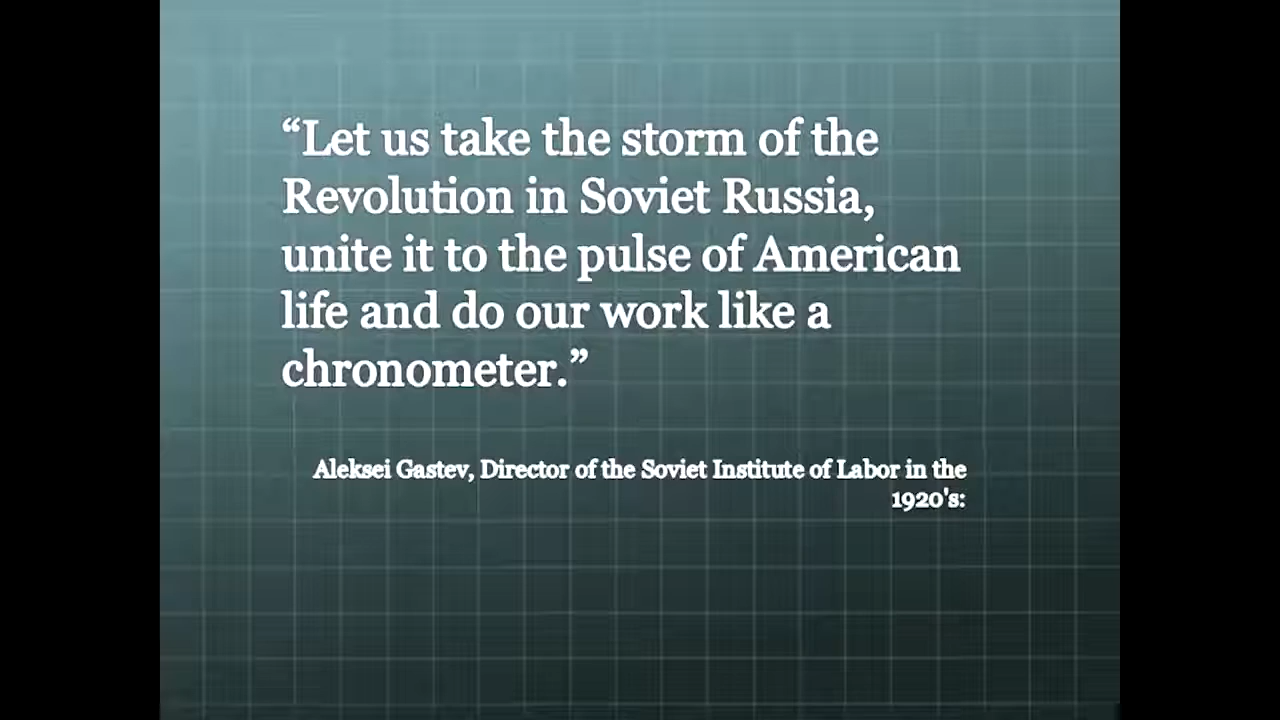 “Let us take the storm of the
Revolution in Soviet Russia,
unite it to the pulse of American
life and do our work like a
chronometer.”
Aleksei Gastev, Director of the Soviet Institute of Labor in the
1920's: